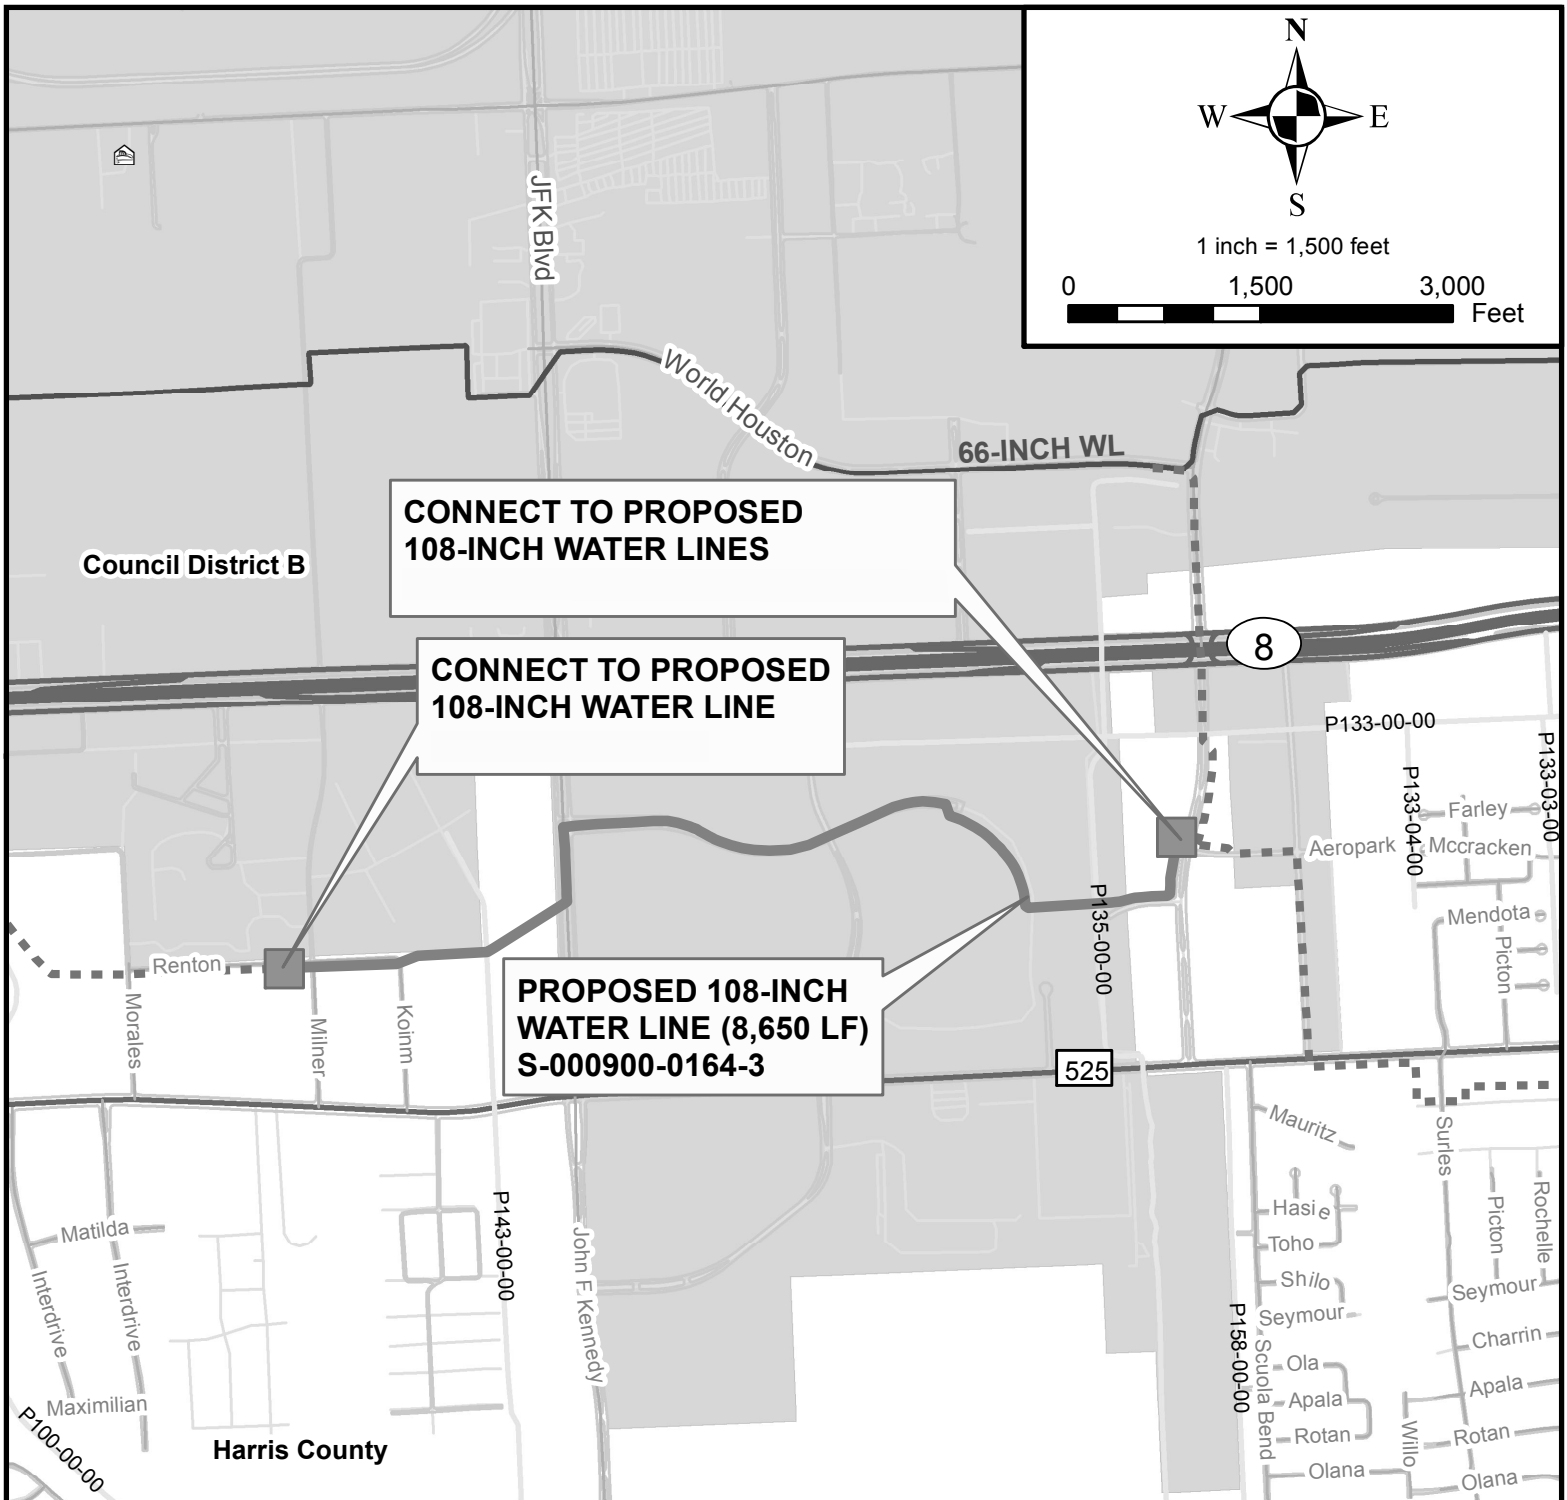 N
W
E
S
1 inch = 1,500 feet
0 1,500 3,000
Feet
JFK Blvd
World Houston
66-INCH WL
CONNECT TO PROPOSED
108-INCH WATER LINES
Council District B
CONNECT TO PROPOSED
108-INCH WATER LINE
8
P133-00-00
P133-03-00
P133-04-00
Farley
Aeropark
Mccracken
Mendota
Picton
P135-00-00
Renton
Morales
Milner
Koinm
PROPOSED 108-INCH
WATER LINE (8,650 LF)
S-000900-0164-3
525
Mauritz
Surles
Hasie
Toho
Shilo
Seymour
Picton
Rochelle
Seymour
Charrin
P143-00-00
John F. Kennedy
Matilda
Interdrive
Interdrive
Maximilian
P100-00-00
Harris County
P158-00-00
Scuola Bend
Ola
Apala
Rotan
Olana
Willo
Apala
Rotan
Olana